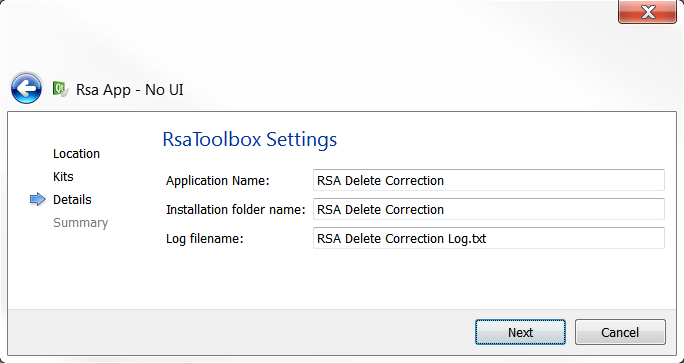 Rsa App - No UI
RsaToolbox Settings
Location
Kits
Details
Summary
Application Name: RSA Delete Correction
Installation folder name: RSA Delete Correction
Log filename: RSA Delete Correction Log.txt
Next Cancel